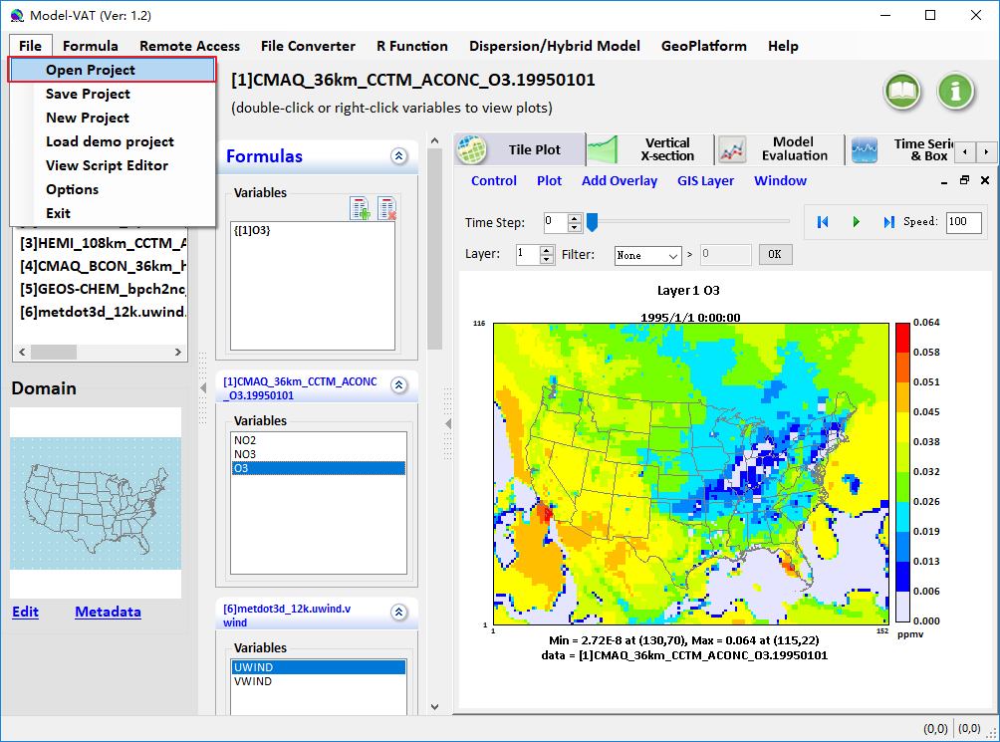 Model-VAT (Ver: 1.2)
File Formula Remote Access File Converter R Function Dispersion/Hybrid Model GeoPlatform Help
Open Project
Save Project
New Project
Load demo project
View Script Editor
Options
Exit
[1]CMAQ_36km_CCTM_ACONC_O3.19950101
(double-click or right-click variables to view plots)
[3]HEMI_108km_CCTM_A
[4]CMAQ_BCON_36km_h
[5]GEOS-CHEM_bpch2nc
[6]metdot3d_12k.uwind.
Domain
Edit Metadata
Formulas
Variables
{[1]O3}
[1]CMAQ_36km_CCTM_ACONC
_O3.19950101
Variables
NO2
NO3
O3
[6]metdot3d_12k.uwind.v
wind
Variables
UWIND
VWIND
Tile Plot
Vertical
X-section
Model
Evaluation
Time Seri
& Box
Control Plot Add Overlay GIS Layer Window
Time Step: 0
Speed: 100
Layer: 1 Filter: None > 0 OK
Layer 1 O3
1995/1/1 0:00:00
116
1
1
152
0.064
0.058
0.051
0.045
0.038
0.032
0.026
0.019
0.013
0.006
0.000
ppmv
Min = 2.72E-8 at (130,70), Max = 0.064 at (115,22)
data = [1]CMAQ_36km_CCTM_ACONC_O3.19950101
(0,0) (0,0)